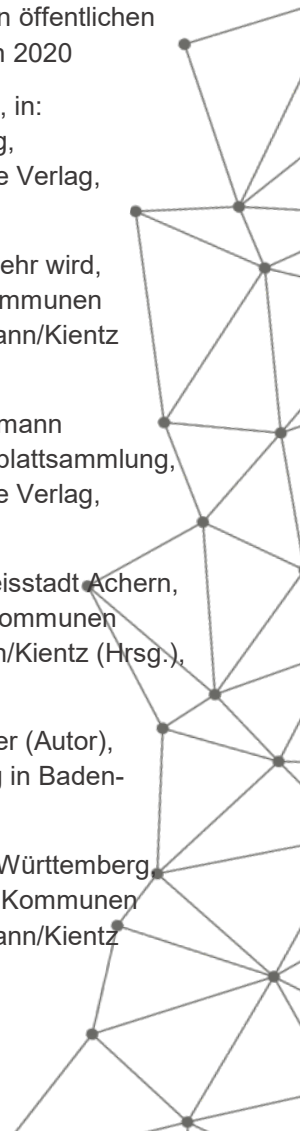 n öffentlichen
n 2020
, in:
g,
e Verlag,
ehr wird,
mmunen
ann/Kientz
mann
blattsammlung,
e Verlag,
eisstadt Achern,
ommunen
n/Kientz (Hrsg.),
er (Autor),
g in Baden-
Württemberg,
Kommunen
ann/Kientz